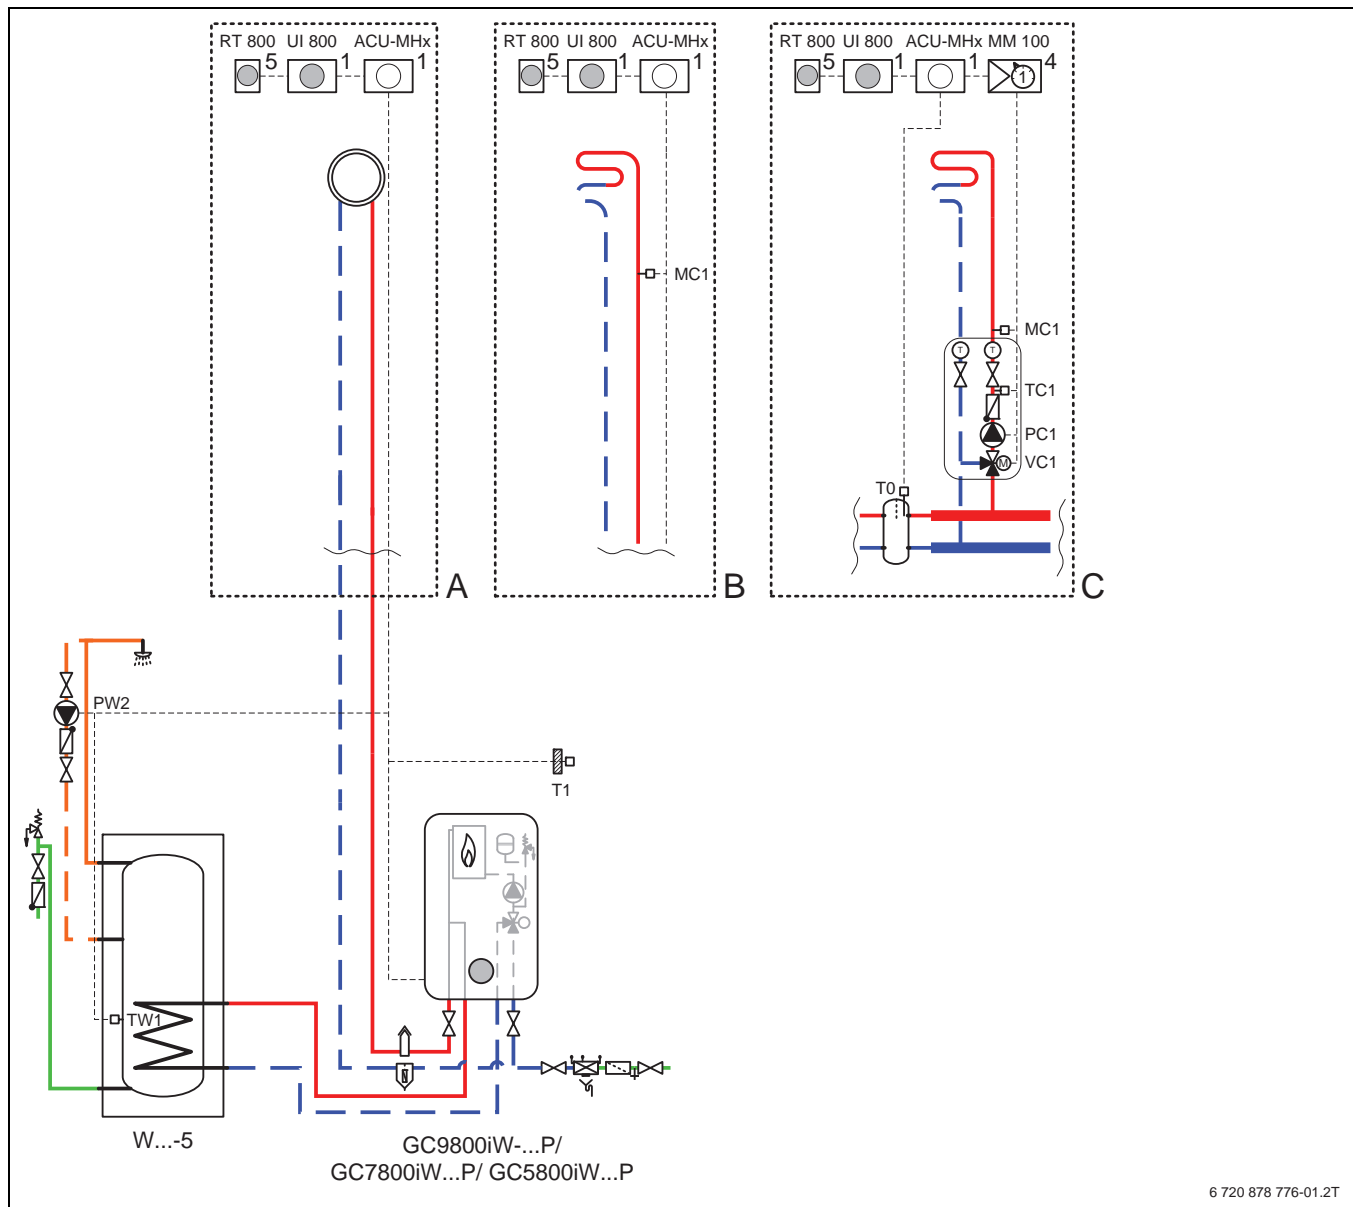 RT 800 UI 800 ACU-MHx
5 1 1
RT 800 UI 800 ACU-MHx
5 1 1
RT 800 UI 800 ACU-MHx MM 100
5 1 1 4
1
MC1
MC1
T T
TC1
PC1
M VC1
T0
A
B
C
PW2
T1
TW1
W...-5
GC9800iW-...P/
GC7800iW...P/ GC5800iW...P
6 720 878 776-01.2T